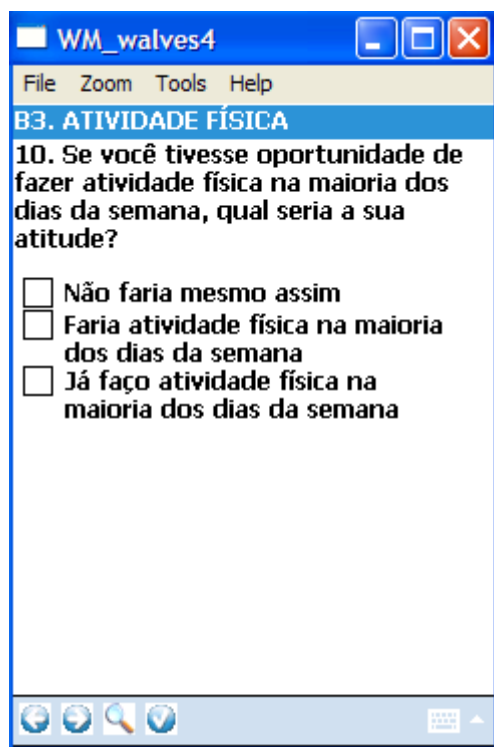 WM_walves4
File Zoom Tools Help
B3. ATIVIDADE FÍSICA
10. Se você tivesse oportunidade de
fazer atividade física na maioria dos
dias da semana, qual seria a sua
atitude?
Não faria mesmo assim
Faria atividade física na maioria
dos dias da semana
Já faço atividade física na
maioria dos dias da semana